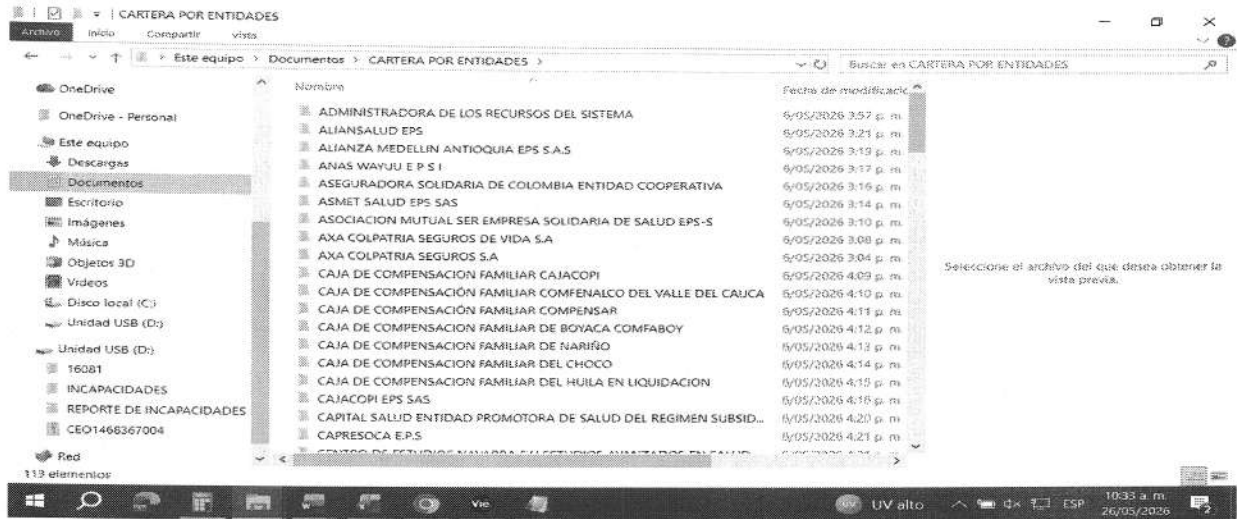 CARTERA POR ENTIDADES
Archivo Inicio Compartir vista
Este equipo > Documentos > CARTERA POR ENTIDADES >
Buscar en CARTERA POR ENTIDADES
OneDrive
OneDrive - Personal
Este equipo
Descargas
Documentos
Escritorio
Imágenes
Música
Objetos 3D
Videos
Disco local (C:)
Unidad USB (D:)
Unidad USB (D:)
16081
INCAPACIDADES
REPORTE DE INCAPACIDADES
CEO1468367004
Red
Nombre Fecha de modificació
ADMINISTRADORA DE LOS RECURSOS DEL SISTEMA 6/05/2026 3:57 p. m.
ALIANSALUD EPS 6/05/2026 3:21 p. m.
ALIANZA MEDELLIN ANTIOQUIA EPS S.A.S 6/05/2026 3:19 p. m.
ANAS WAYUU E P S I 6/05/2026 3:17 p. m.
ASEGURADORA SOLIDARIA DE COLOMBIA ENTIDAD COOPERATIVA 6/05/2026 3:16 p. m.
ASMET SALUD EPS SAS 6/05/2026 3:14 p. m.
ASOCIACION MUTUAL SER EMPRESA SOLIDARIA DE SALUD EPS-S 6/05/2026 3:10 p. m.
AXA COLPATRIA SEGUROS DE VIDA S.A 6/05/2026 3:08 p. m.
AXA COLPATRIA SEGUROS S.A 6/05/2026 3:04 p. m.
CAJA DE COMPENSACION FAMILIAR CAJACOPI 6/05/2026 4:09 p. m.
CAJA DE COMPENSACIÓN FAMILIAR COMFENALCO DEL VALLE DEL CAUCA 6/05/2026 4:10 p. m.
CAJA DE COMPENSACIÓN FAMILIAR COMPENSAR 6/05/2026 4:11 p. m.
CAJA DE COMPENSACION FAMILIAR DE BOYACA COMFABOY 6/05/2026 4:12 p. m.
CAJA DE COMPENSACION FAMILIAR DE NARIÑO 6/05/2026 4:13 p. m.
CAJA DE COMPENSACION FAMILIAR DEL CHOCO 6/05/2026 4:14 p. m.
CAJA DE COMPENSACION FAMILIAR DEL HUILA EN LIQUIDACION 6/05/2026 4:15 p. m.
CAJACOPI EPS SAS 6/05/2026 4:16 p. m.
CAPITAL SALUD ENTIDAD PROMOTORA DE SALUD DEL REGIMEN SUBSID... 6/05/2026 4:20 p. m.
CAPRESOCA E.P.S 6/05/2026 4:21 p. m.
Seleccione el archivo del que desea obtener la
vista previa.
113 elementos
Vie
UV alto
ESP
10:33 a. m.
26/05/2026